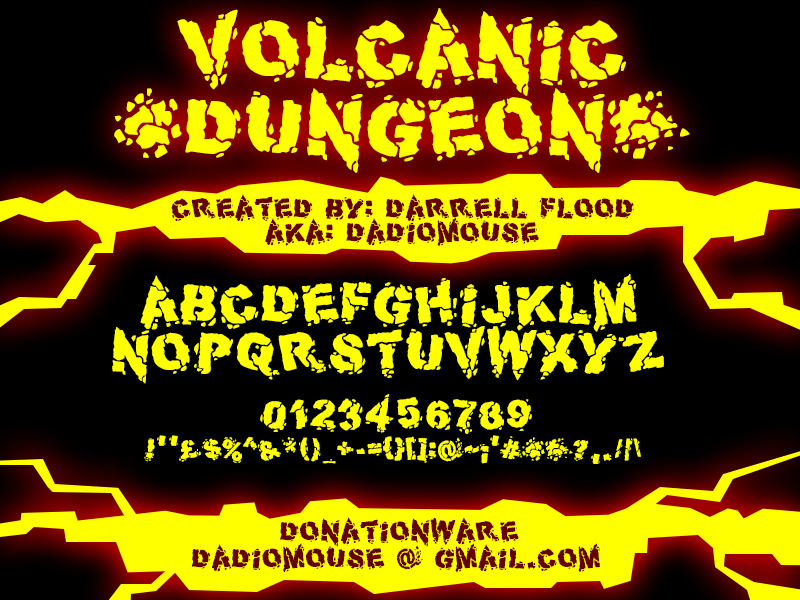 VOLCANIC
DUNGEON
CREATED BY: DARRELL FLOOD
AKA: DADIOMOUSE
ABCDEFGHIJKLM
NOPQRSTUVWXYZ
0123456789
DONATIONWARE
DADIOMOUSE @ GMAIL.COM